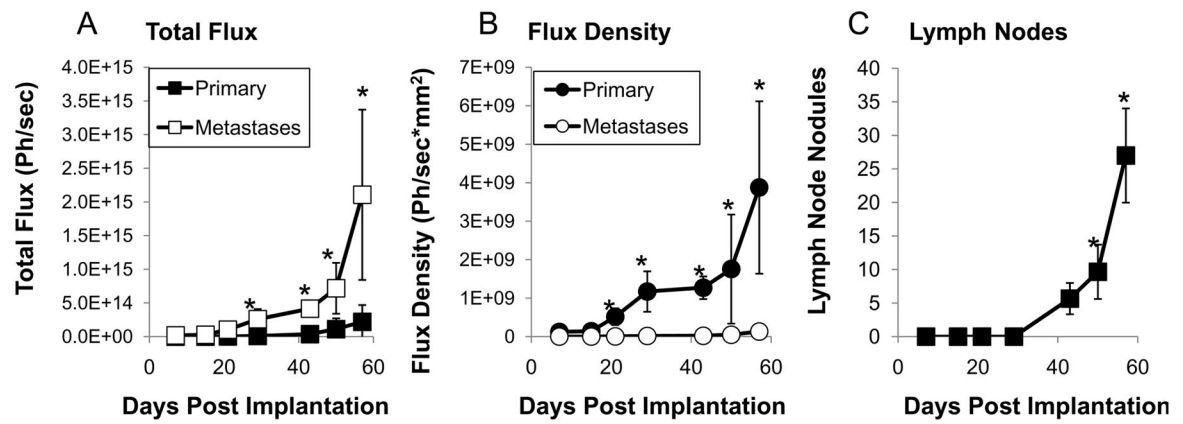 A Total Flux
Total Flux (Ph/sec)
4.0E+15
3.5E+15
3.0E+15
2.5E+15
2.0E+15
1.5E+15
1.0E+15
5.0E+14
0.0E+00
Primary
Metastases
* * * *
0 20 40 60
Days Post Implantation
B Flux Density
Flux Density (Ph/sec*mm²)
7E+09
6E+09
5E+09
4E+09
3E+09
2E+09
1E+09
0
Primary
Metastases
* * * * *
0 20 40 60
Days Post Implantation
C Lymph Nodes
Lymph Node Nodules
40
35
30
25
20
15
10
5
0
* *
0 20 40 60
Days Post Implantation